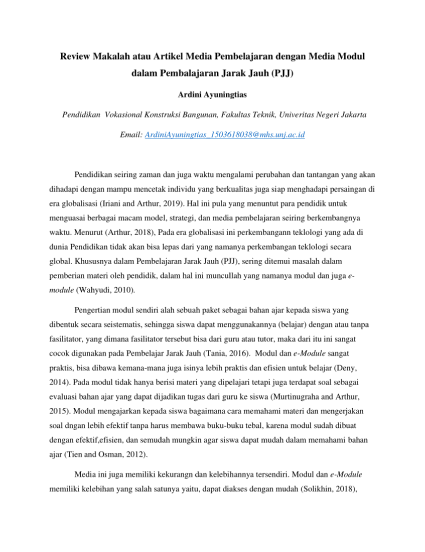 Review Makalah atau Artikel Media Pembelajaran dengan Media Modul
dalam Pembalajaran Jarak Jauh (PJJ)
Ardini Ayuningtias
Pendidikan Vokasional Konstruksi Bangunan, Fakultas Teknik, Univeritas Negeri Jakarta
Email: ArdiniAyuningtias_1503618038@mhs.unj.ac.id
Pendidikan seiring zaman dan juga waktu mengalami perubahan dan tantangan yang akan
dihadapi dengan mampu mencetak individu yang berkualitas juga siap menghadapi persaingan di
era globalisasi (Iriani and Arthur, 2019). Hal ini pula yang menuntut para pendidik untuk
menguasai berbagai macam model, strategi, dan media pembelajaran seiring berkembangnya
waktu. Menurut (Arthur, 2018), Pada era globalisasi ini perkembangann teklologi yang ada di
dunia Pendidikan tidak akan bisa lepas dari yang namanya perkembangan teklologi secara
global. Khususnya dalam Pembelajaran Jarak Jauh (PJJ), sering ditemui masalah dalam
pemberian materi oleh pendidik, dalam hal ini muncullah yang namanya modul dan juga e-
module (Wahyudi, 2010).
Pengertian modul sendiri alah sebuah paket sebagai bahan ajar kepada siswa yang
dibentuk secara seistematis, sehingga siswa dapat menggunakannya (belajar) dengan atau tanpa
fasilitator, yang dimana fasilitator tersebut bisa dari guru atau tutor, maka dari itu ini sangat
cocok digunakan pada Pembelajar Jarak Jauh (Tania, 2016). Modul dan e-Module sangat
praktis, bisa dibawa kemana-mana juga isinya lebih praktis dan efisien untuk belajar (Deny,
2014). Pada modul tidak hanya berisi materi yang dipelajari tetapi juga terdapat soal sebagai
evaluasi bahan ajar yang dapat dijadikan tugas dari guru ke siswa (Murtinugraha and Arthur,
2015). Modul mengajarkan kepada siswa bagaimana cara memahami materi dan mengerjakan
soal dngan lebih efektif tanpa harus membawa buku-buku tebal, karena modul sudah dibuat
dengan efektif,efisien, dan semudah mungkin agar siswa dapat mudah dalam memahami bahan
ajar (Tien and Osman, 2012).
Media ini juga memiliki kekurangn dan kelebihannya tersendiri. Modul dan e-Module
memiliki kelebihan yang salah satunya yaitu, dapat diakses dengan mudah (Solikhin, 2018),